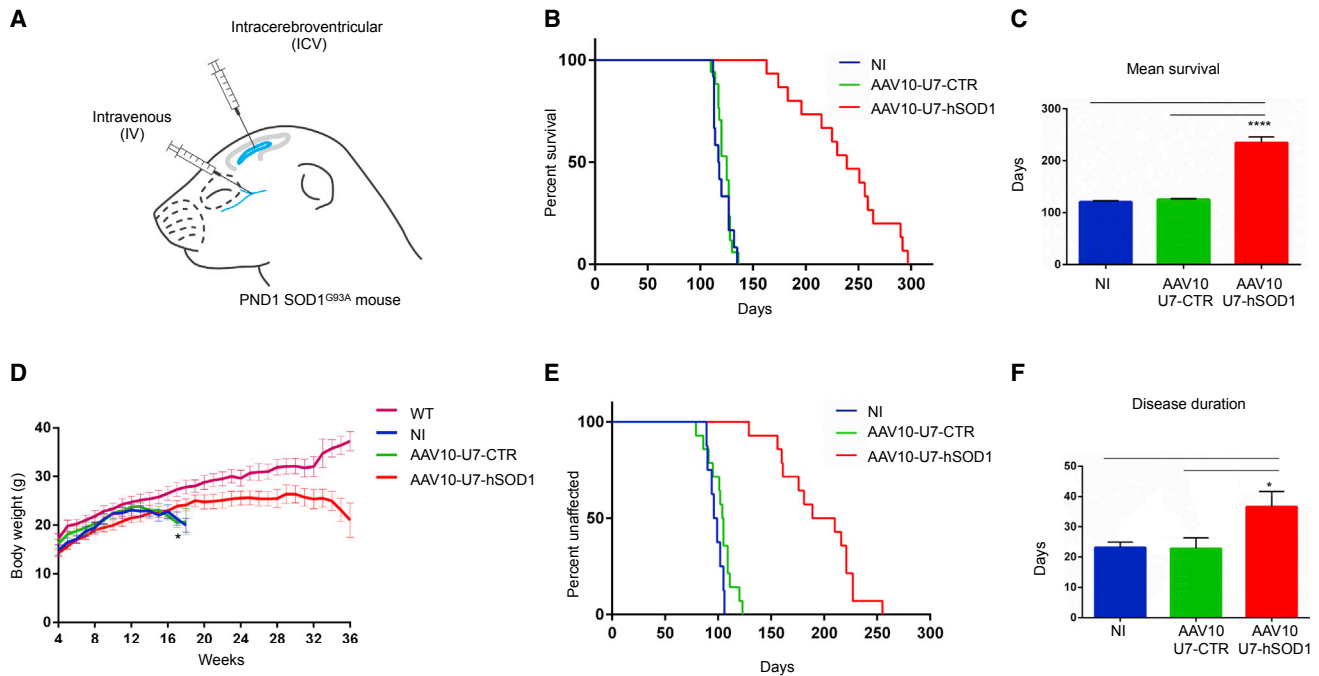 A
Intracerebroventricular
(ICV)
Intravenous
(IV)
PND1 SOD1G93A mouse
B
Percent survival
100
50
0
0 50 100 150 200 250 300
Days
NI
AAV10-U7-CTR
AAV10-U7-hSOD1
C
Mean survival
****
Days
300
200
100
0
NI
AAV10
U7-CTR
AAV10
U7-hSOD1
D
Body weight (g)
40
30
20
10
0
*
4 8 12 16 20 24 28 32 36
Weeks
WT
NI
AAV10-U7-CTR
AAV10-U7-hSOD1
E
Percent unaffected
100
50
0
0 50 100 150 200 250 300
Days
NI
AAV10-U7-CTR
AAV10-U7-hSOD1
F
Disease duration
*
Days
50
40
30
20
10
0
NI
AAV10
U7-CTR
AAV10
U7-hSOD1